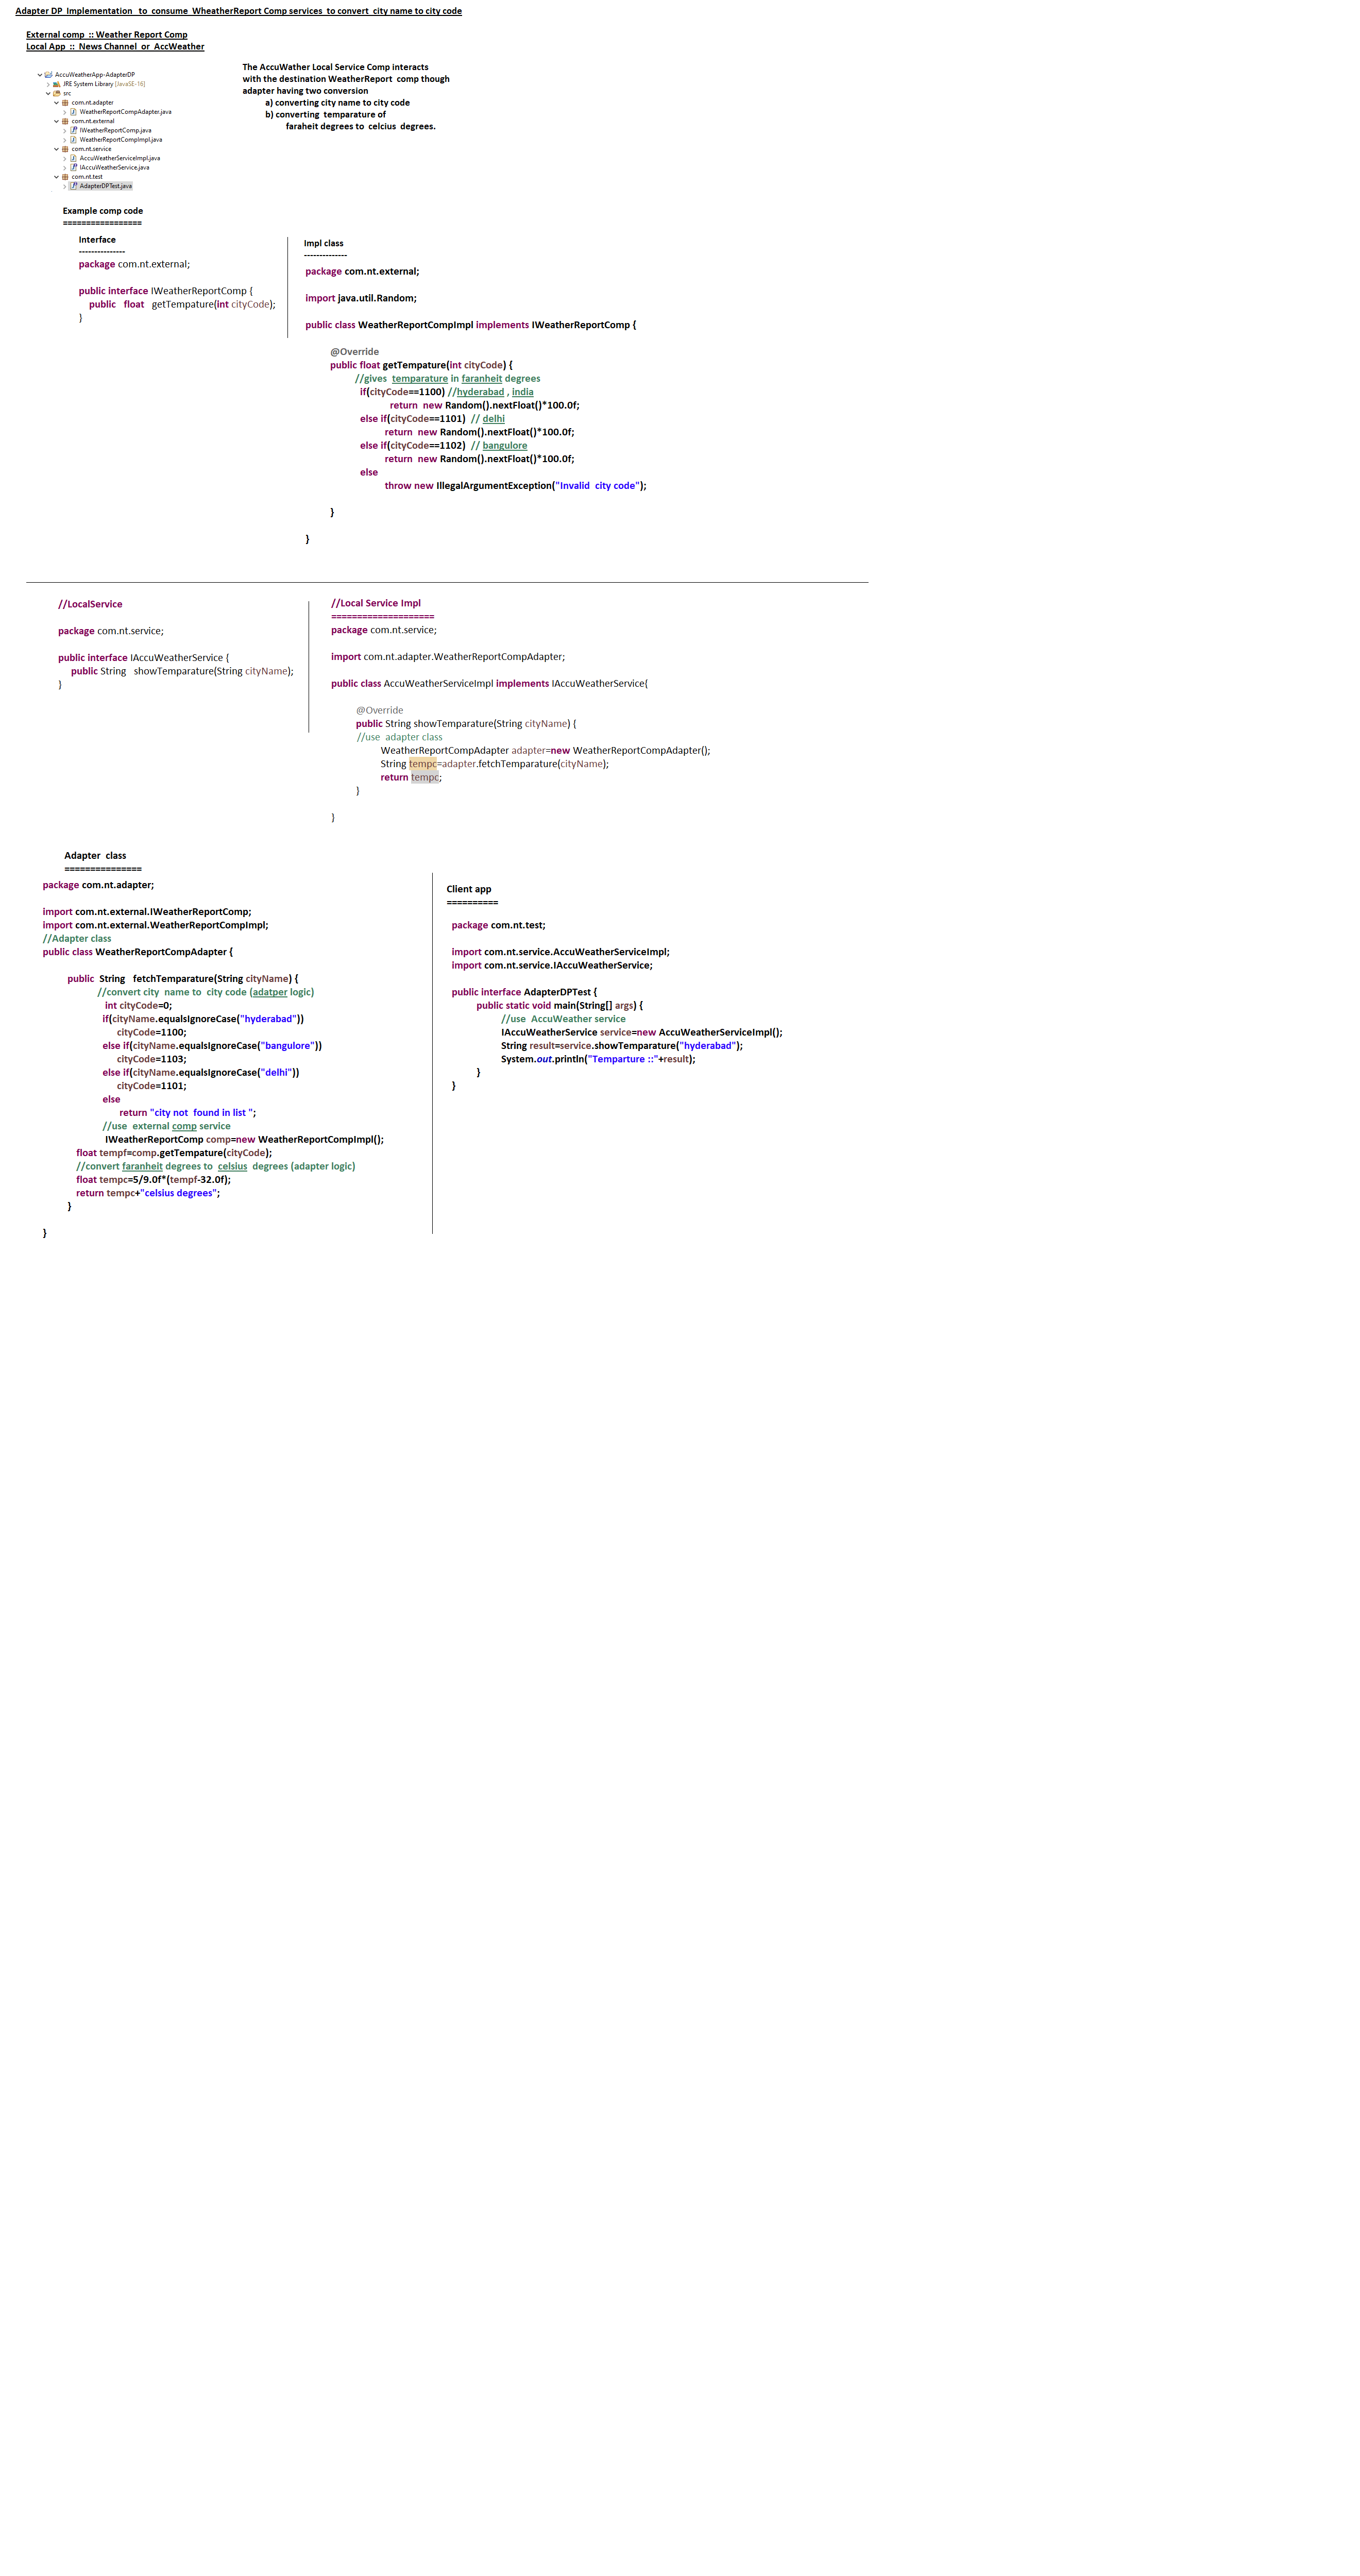 Adapter DP  Implementation   to  consume  WheatherReport Comp services  to convert  city name to city code
External comp  :: Weather Report Comp
Local App  ::  News Channel  or  AccWeather
The AccuWather Local Service Comp interacts
with the destination WeatherReport  comp though
adapter having two conversion
a) converting city name to city code
b) converting  temparature of
faraheit degrees to  celcius  degrees.
AccuWeatherApp-AdapterDP
JRE System Library [JavaSE-16]
src
com.nt.adapter
WeatherReportCompAdapter.java
com.nt.external
IWeatherReportComp.java
WeatherReportCompImpl.java
com.nt.service
AccuWeatherServiceImpl.java
IAccuWeatherService.java
com.nt.test
AdapterDPTest.java
Example comp code
=================
Interface
---------------
package com.nt.external;
public interface IWeatherReportComp {
public   float   getTempature(int cityCode);
}
Impl class
--------------
package com.nt.external;
import java.util.Random;
public class WeatherReportCompImpl implements IWeatherReportComp {
@Override
public float getTempature(int cityCode) {
//gives  temparature in faranheit degrees
if(cityCode==1100) //hyderabad , india
return  new Random().nextFloat()*100.0f;
else if(cityCode==1101)  // delhi
return  new Random().nextFloat()*100.0f;
else if(cityCode==1102)  // bangulore
return  new Random().nextFloat()*100.0f;
else
throw new IllegalArgumentException("Invalid  city code");
}
}
//LocalService
package com.nt.service;
public interface IAccuWeatherService {
public String   showTemparature(String cityName);
}
//Local Service Impl
====================
package com.nt.service;
import com.nt.adapter.WeatherReportCompAdapter;
public class AccuWeatherServiceImpl implements IAccuWeatherService{
@Override
public String showTemparature(String cityName) {
//use  adapter class
WeatherReportCompAdapter adapter=new WeatherReportCompAdapter();
String tempc=adapter.fetchTemparature(cityName);
return tempc;
}
}
Adapter  class
===============
package com.nt.adapter;
import com.nt.external.IWeatherReportComp;
import com.nt.external.WeatherReportCompImpl;
//Adapter class
public class WeatherReportCompAdapter {
public  String   fetchTemparature(String cityName) {
//convert city  name to  city code (adatper logic)
int cityCode=0;
if(cityName.equalsIgnoreCase("hyderabad"))
cityCode=1100;
else if(cityName.equalsIgnoreCase("bangulore"))
cityCode=1103;
else if(cityName.equalsIgnoreCase("delhi"))
cityCode=1101;
else
return "city not  found in list ";
//use  external comp service
IWeatherReportComp comp=new WeatherReportCompImpl();
float tempf=comp.getTempature(cityCode);
//convert faranheit degrees to  celsius  degrees (adapter logic)
float tempc=5/9.0f*(tempf-32.0f);
return tempc+"celsius degrees";
}
}
Client app
==========
package com.nt.test;
import com.nt.service.AccuWeatherServiceImpl;
import com.nt.service.IAccuWeatherService;
public interface AdapterDPTest {
public static void main(String[] args) {
//use  AccuWeather service
IAccuWeatherService service=new AccuWeatherServiceImpl();
String result=service.showTemparature("hyderabad");
System.out.println("Temparture ::"+result);
}
}